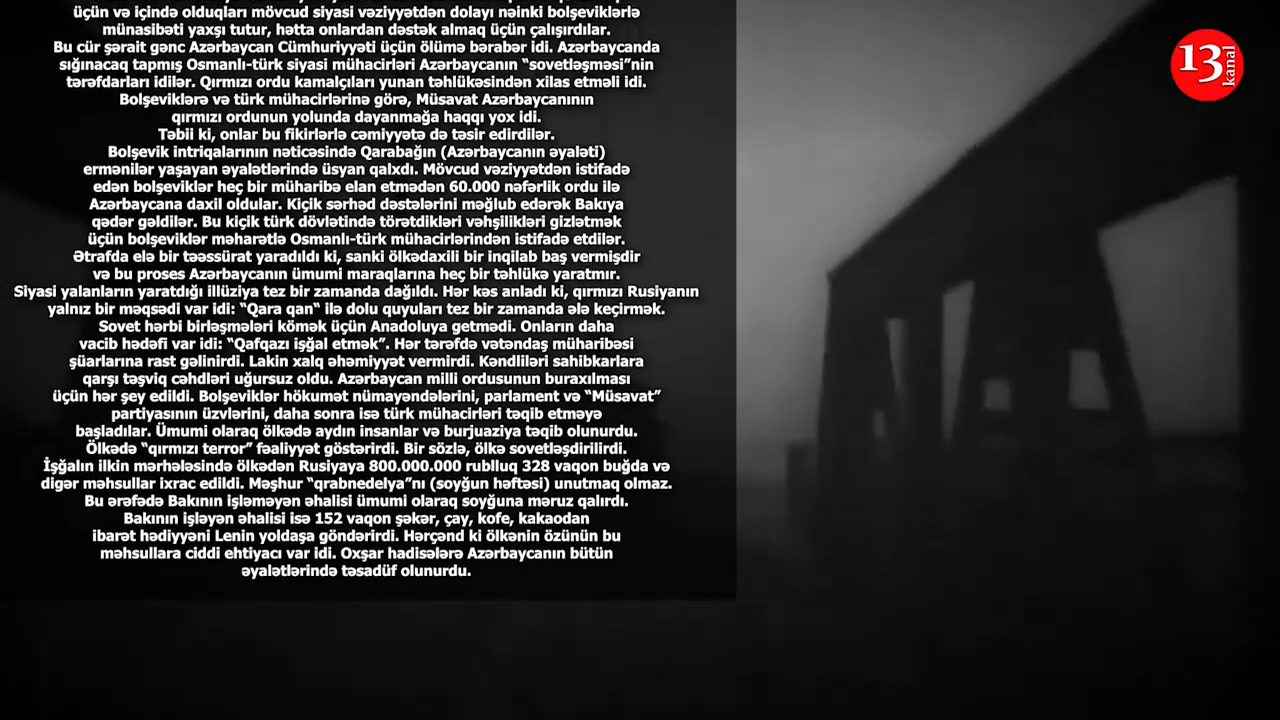 üçün və içində olduqları mövcud siyasi vəziyyətdən dolayı nəinki bolşeviklərlə
münasibəti yaxşı tutur, hətta onlardan dəstək almaq üçün çalışırdılar.
Bu cür şərait gənc Azərbaycan Cümhuriyyəti üçün ölümə bərabər idi. Azərbaycanda
sığınacaq tapmış Osmanlı-türk siyasi mühacirləri Azərbaycanın “sovetləşməsi”nin
tərəfdarları idilər. Qırmızı ordu kamalçıları yunan təhlükəsindən xilas etməli idi.
Bolşeviklərə və türk mühacirlərinə görə, Müsavat Azərbaycanının
qırmızı ordunun yolunda dayanmağa haqqı yox idi.
Təbii ki, onlar bu fikirlərlə cəmiyyətə də təsir edirdilər.
Bolşevik intriqalarının nəticəsində Qarabağın (Azərbaycanın əyaləti)
ermənilər yaşayan əyalətlərində üsyan qalxdı. Mövcud vəziyyətdən istifadə
edən bolşeviklər heç bir müharibə elan etmədən 60.000 nəfərlik ordu ilə
Azərbaycana daxil oldular. Kiçik sərhəd dəstələrini məğlub edərək Bakıya
qədər gəldilər. Bu kiçik türk dövlətində törətdikləri vəhşilikləri gizlətmək
üçün bolşeviklər məharətlə Osmanlı-türk mühacirlərindən istifadə etdilər.
Ətrafda elə bir təəssürat yaradıldı ki, sanki ölkədaxili bir inqilab baş vermişdir
və bu proses Azərbaycanın ümumi maraqlarına heç bir təhlükə yaratmır.
Siyasi yalanların yaratdığı illüziya tez bir zamanda dağıldı. Hər kəs anladı ki, qırmızı Rusiyanın
yalnız bir məqsədi var idi: “Qara qan“ ilə dolu quyuları tez bir zamanda ələ keçirmək.
Sovet hərbi birləşmələri kömək üçün Anadoluya getmədi. Onların daha
vacib hədəfi var idi: “Qafqazı işğal etmək”. Hər tərəfdə vətəndaş müharibəsi
şüarlarına rast gəlinirdi. Lakin xalq əhəmiyyət vermirdi. Kəndliləri sahibkarlara
qarşı təşviq cəhdləri uğursuz oldu. Azərbaycan milli ordusunun buraxılması
üçün hər şey edildi. Bolşeviklər hökumət nümayəndələrini, parlament və “Müsavat”
partiyasının üzvlərini, daha sonra isə türk mühacirləri təqib etməyə
başladılar. Ümumi olaraq ölkədə aydın insanlar və burjuaziya təqib olunurdu.
Ölkədə “qırmızı terror” fəaliyyət göstərirdi. Bir sözlə, ölkə sovetləşdirilirdi.
İşğalın ilkin mərhələsində ölkədən Rusiyaya 800.000.000 rublluq 328 vaqon buğda və
digər məhsullar ixrac edildi. Məşhur “qrabnedelya”nı (soyğun həftəsi) unutmaq olmaz.
Bu ərəfədə Bakının işləməyən əhalisi ümumi olaraq soyğuna məruz qalırdı.
Bakının işləyən əhalisi isə 152 vaqon şəkər, çay, kofe, kakaodan
ibarət hədiyyəni Lenin yoldaşa göndərirdi. Hərçənd ki ölkənin özünün bu
məhsullara ciddi ehtiyacı var idi. Oxşar hadisələrə Azərbaycanın bütün
əyalətlərində təsadüf olunurdu.
13
kanal